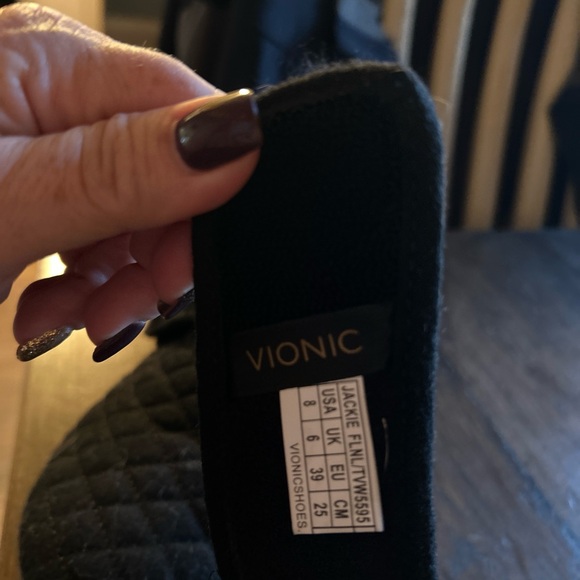 VIONIC
JACKIE FLNL/TVW5595
USA UK EU CM
8 6 39 25
VIONICSHOES.